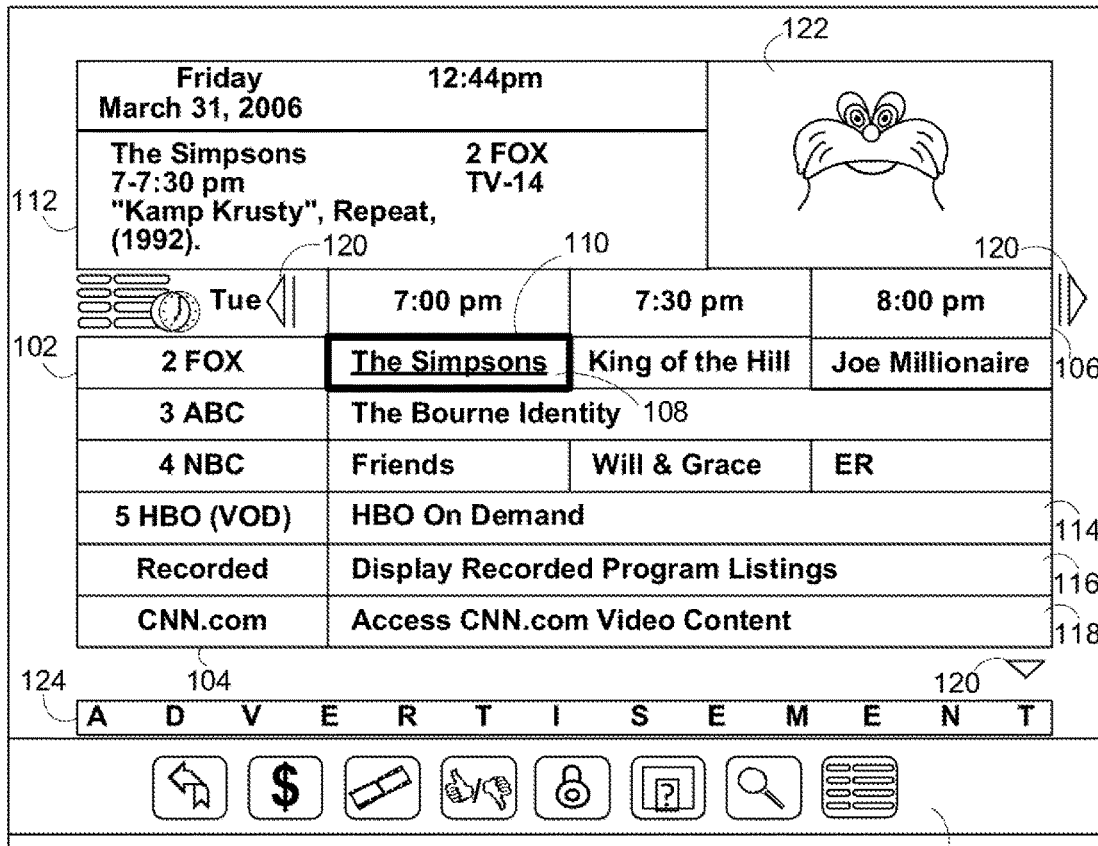 122
Friday 12:44pm
March 31, 2006
The Simpsons 2 FOX
7-7:30 pm TV-14
"Kamp Krusty", Repeat,
(1992).
112
120 110 120
Tue 7:00 pm 7:30 pm 8:00 pm
102
2 FOX The Simpsons King of the Hill Joe Millionaire
106
3 ABC The Bourne Identity 108
4 NBC Friends Will & Grace ER
5 HBO (VOD) HBO On Demand
114
Recorded Display Recorded Program Listings
116
CNN.com Access CNN.com Video Content
118
124 104 120
A D V E R T I S E M E N T
$ / ?